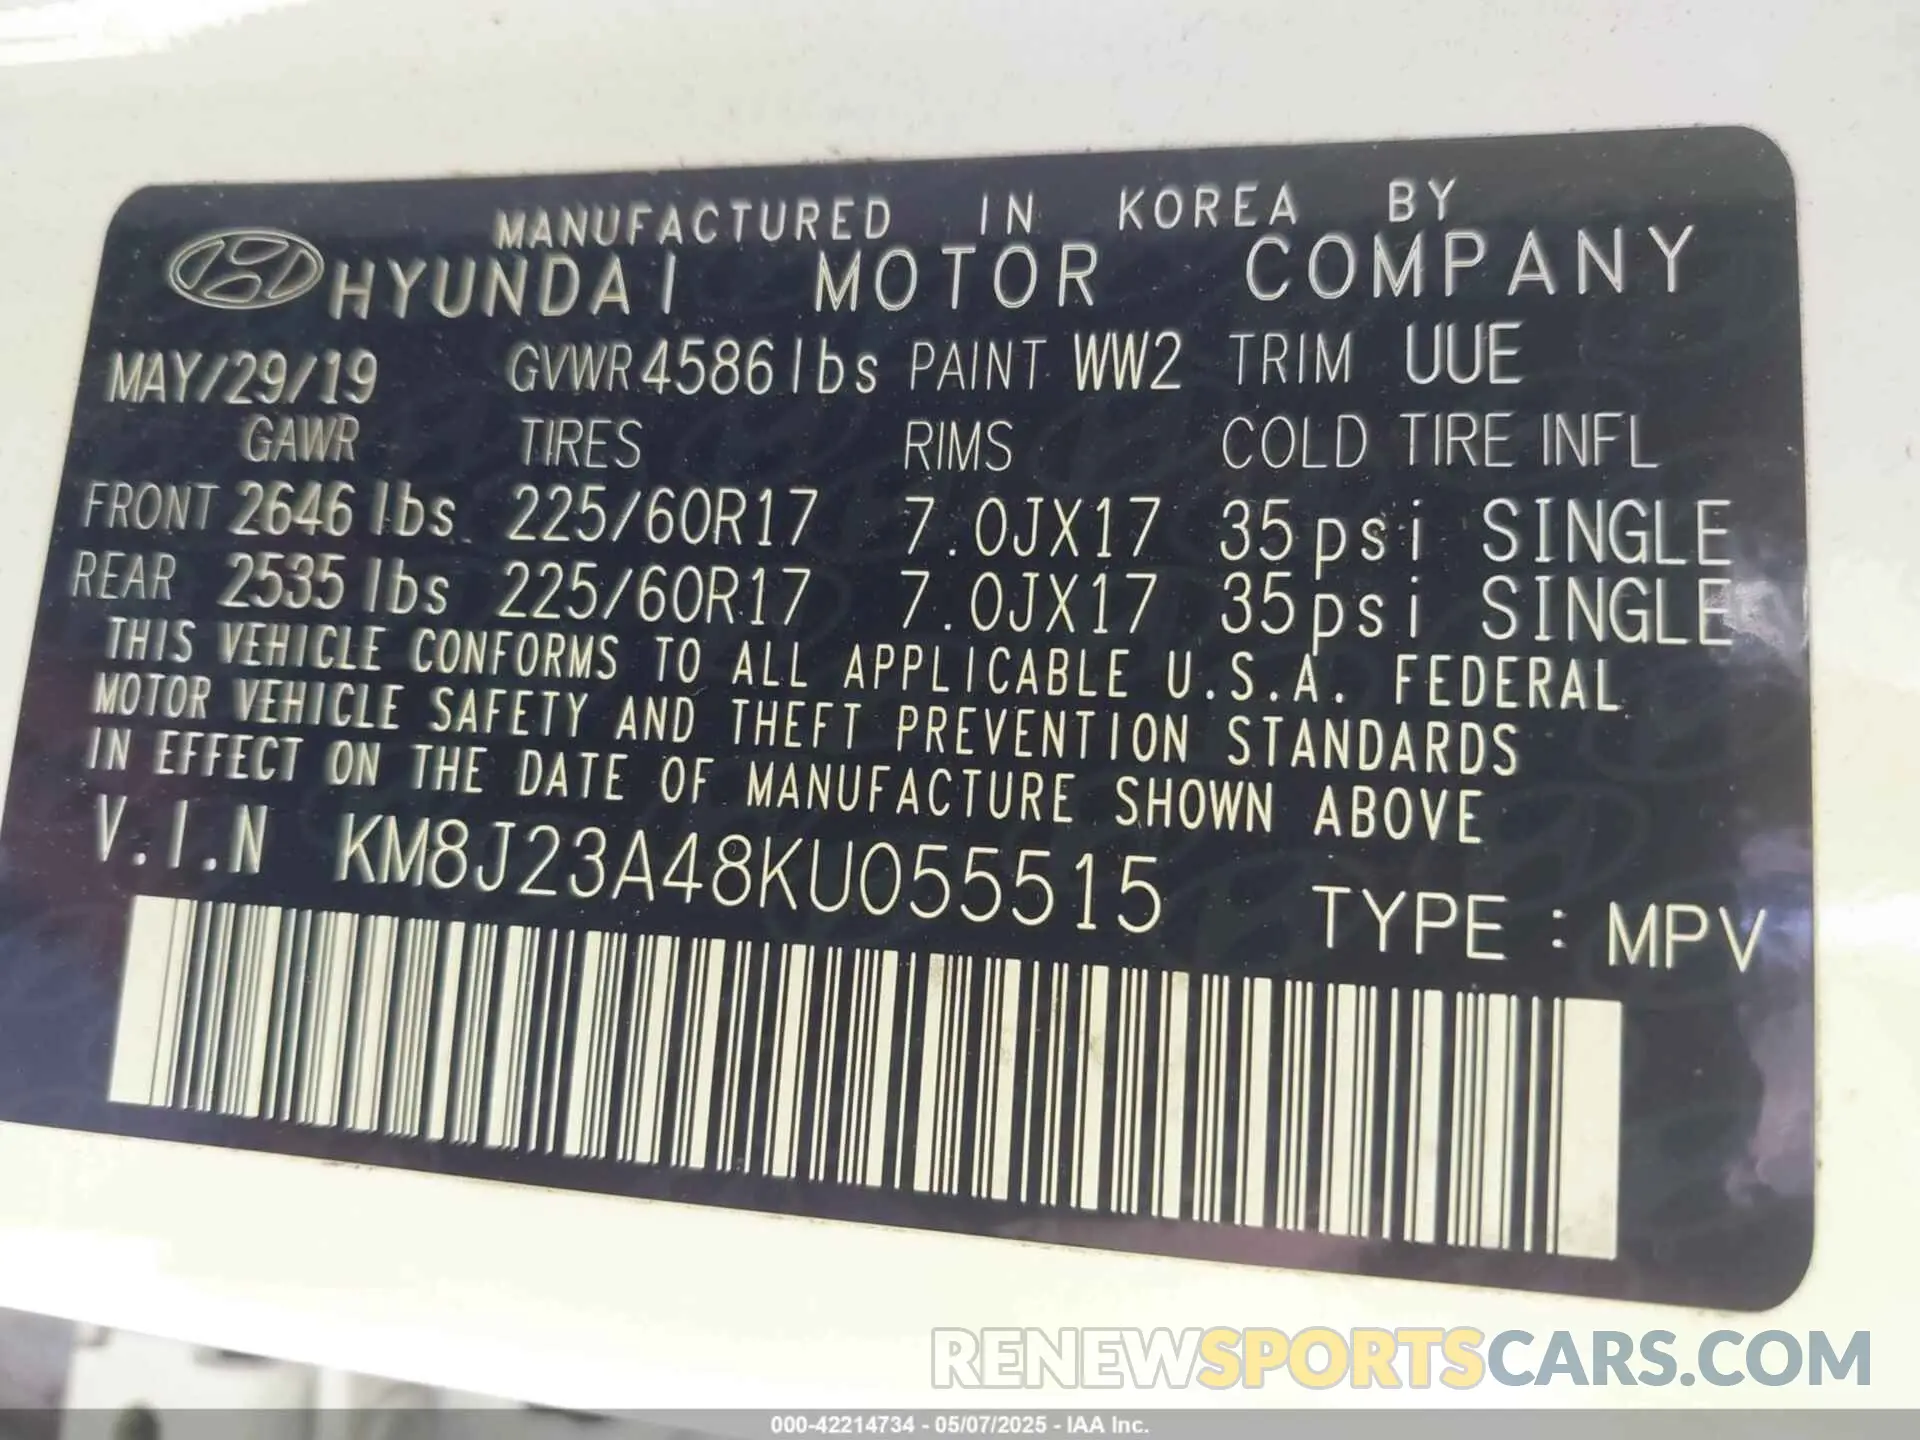 MANUFACTURED IN KOREA BY
HYUNDAI MOTOR COMPANY
MAY/29/19 GVWR 4586 lbs PAINT WW2 TRIM UUE
GAWR TIRES RIMS COLD TIRE INFL
FRONT 2646 lbs 225/60R17 7.0JX17 35psi SINGLE
REAR 2535 lbs 225/60R17 7.0JX17 35psi SINGLE
THIS VEHICLE CONFORMS TO ALL APPLICABLE U.S.A. FEDERAL
MOTOR VEHICLE SAFETY AND THEFT PREVENTION STANDARDS
IN EFFECT ON THE DATE OF MANUFACTURE SHOWN ABOVE
V.I.N KM8J23A48KU055515
TYPE : MPV
RENEWSPORTSCARS.COM
000-42214734 - 05/07/2025 - IAA Inc.